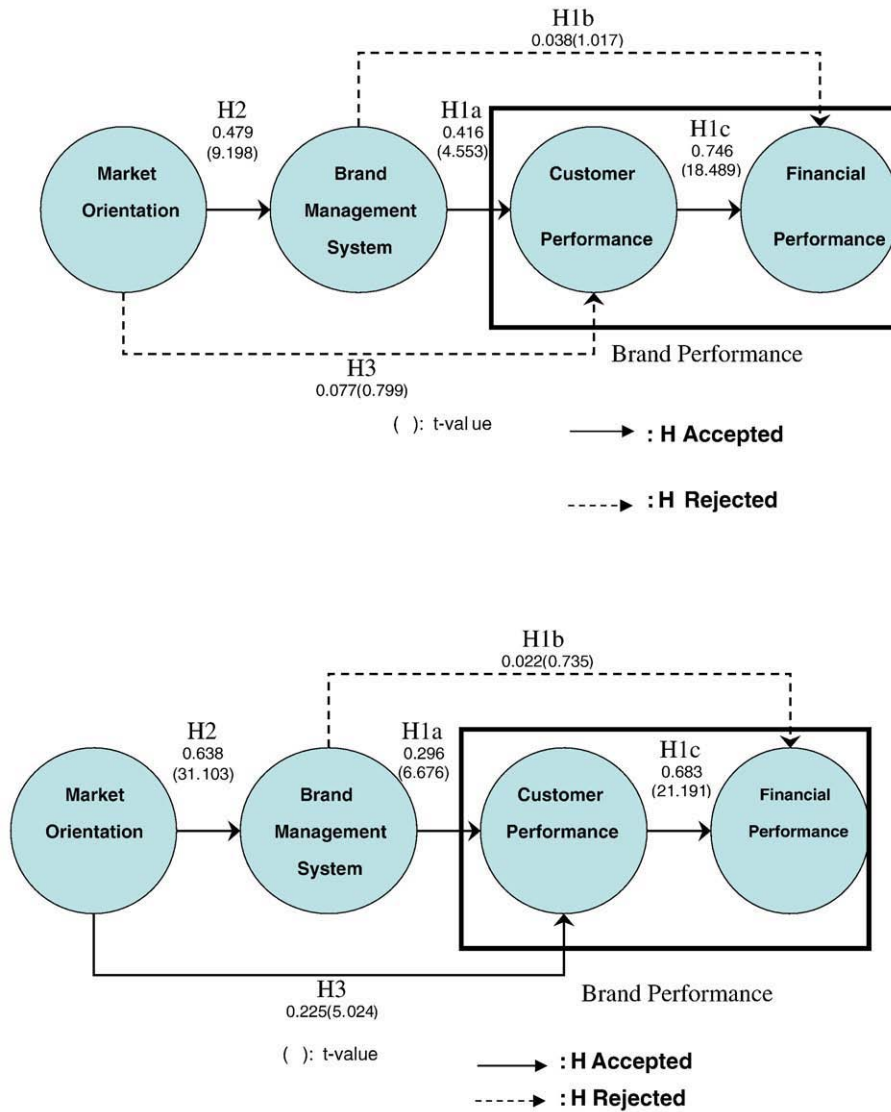 H1b
0.038(1.017)
H2
0.479
(9.198)
H1a
0.416
(4.553)
H1c
0.746
(18.489)
Market
Orientation
Brand
Management
System
Customer
Performance
Financial
Performance
Brand Performance
H3
0.077(0.799)
( ): t-value
: H Accepted
: H Rejected
H1b
0.022(0.735)
H2
0.638
(31.103)
H1a
0.296
(6.676)
H1c
0.683
(21.191)
Market
Orientation
Brand
Management
System
Customer
Performance
Financial
Performance
H3
0.225(5.024)
Brand Performance
( ): t-value
: H Accepted
: H Rejected